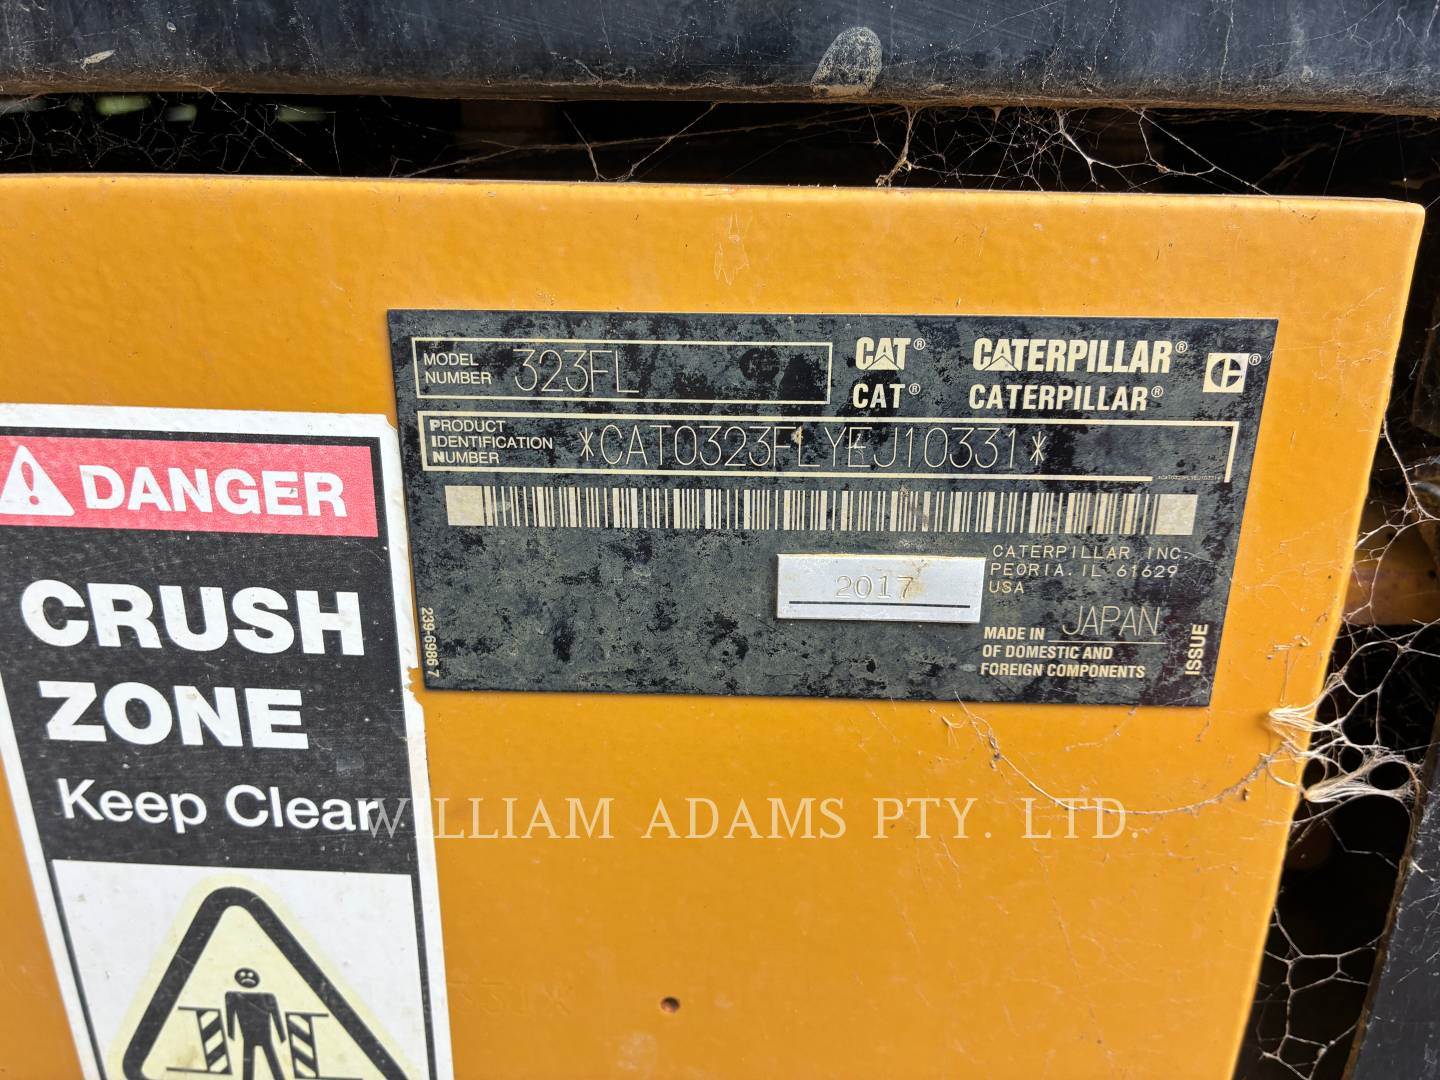 MODEL NUMBER 323FL
CAT® CATERPILLAR® ®
CAT® CATERPILLAR®
PRODUCT
IDENTIFICATION
NUMBER
*CAT0323FLYEJ10331*
2017
CATERPILLAR INC.
PEORIA. IL 61629
USA
MADE IN JAPAN
OF DOMESTIC AND
FOREIGN COMPONENTS
ISSUE
239-6986 7
DANGER
CRUSH
ZONE
Keep Clear
WILLIAM ADAMS PTY. LTD.